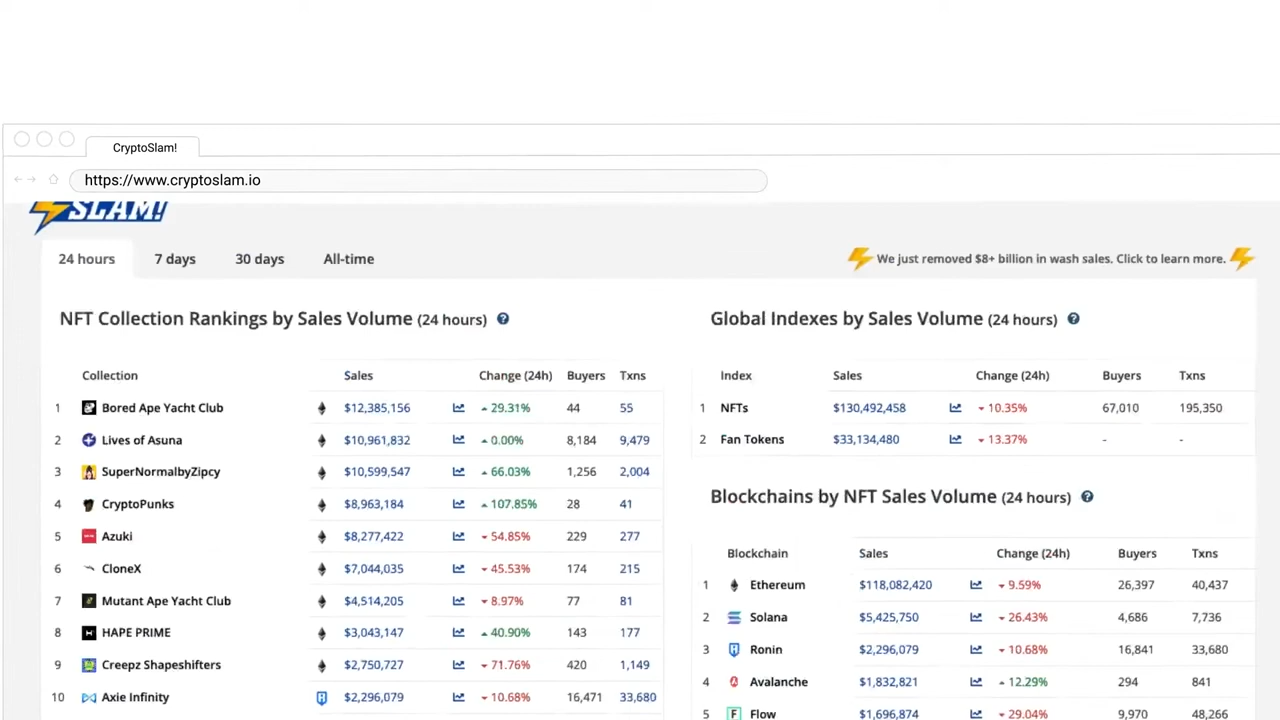 CryptoSlam!
https://www.cryptoslam.io
SLAM!
24 hours 7 days 30 days All-time
We just removed $8+ billion in wash sales. Click to learn more.
NFT Collection Rankings by Sales Volume (24 hours) ?
Collection Sales Change (24h) Buyers Txns
1 Bored Ape Yacht Club $12,385,156 29.31% 44 55
2 Lives of Asuna $10,961,832 0.00% 8,184 9,479
3 SuperNormalbyZipcy $10,599,547 66.03% 1,256 2,004
4 CryptoPunks $8,963,184 107.85% 28 41
5 Azuki $8,277,422 54.85% 229 277
6 CloneX $7,044,035 45.53% 174 215
7 Mutant Ape Yacht Club $4,514,205 8.97% 77 81
8 HAPE PRIME $3,043,147 40.90% 143 177
9 Creepz Shapeshifters $2,750,727 71.76% 420 1,149
10 Axie Infinity $2,296,079 10.68% 16,471 33,680
Global Indexes by Sales Volume (24 hours) ?
Index Sales Change (24h) Buyers Txns
1 NFTs $130,492,458 10.35% 67,010 195,350
2 Fan Tokens $33,134,480 13.37% - -
Blockchains by NFT Sales Volume (24 hours) ?
Blockchain Sales Change (24h) Buyers Txns
1 Ethereum $118,082,420 9.59% 26,397 40,437
2 Solana $5,425,750 26.43% 4,686 7,736
3 Ronin $2,296,079 10.68% 16,841 33,680
4 Avalanche $1,832,821 12.29% 294 841
5 Flow $1,696,874 29.04% 9,970 48,266